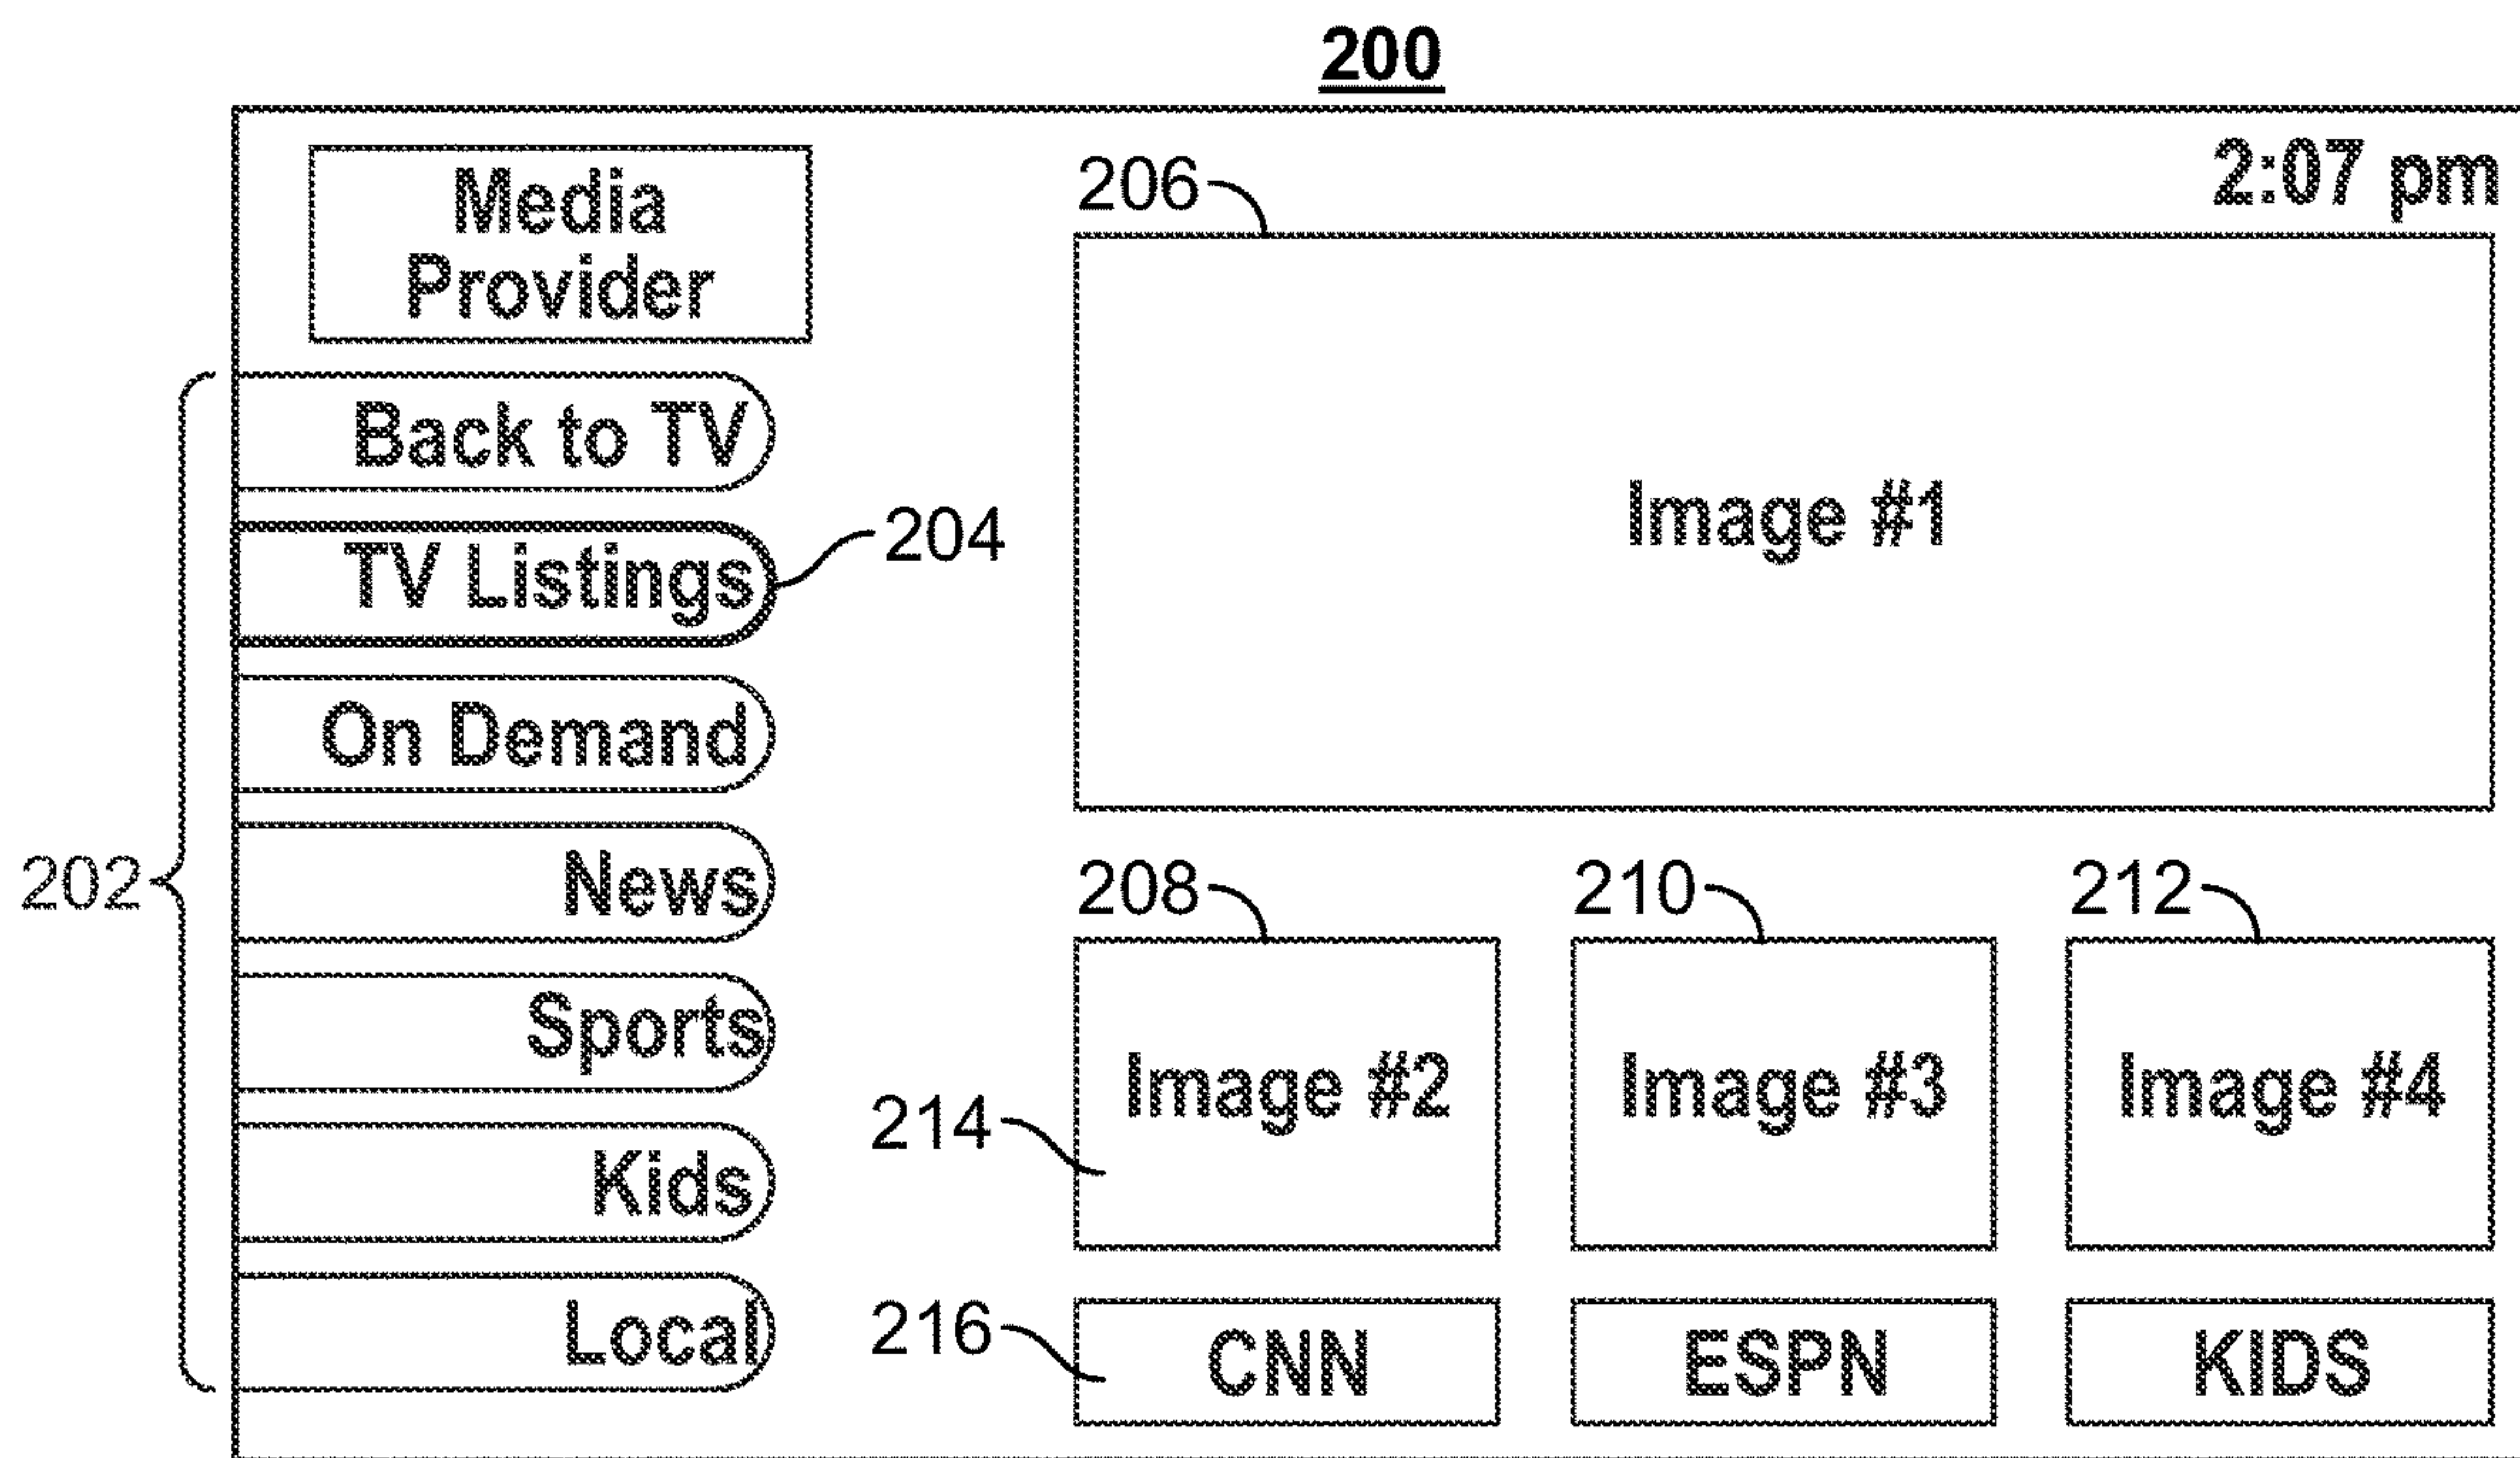 200
2:07 pm
Media
Provider
206
Back to TV
Image #1
204
TV Listings
On Demand
202
News
208
210
212
Sports
Image #2
Image #3
Image #4
214
Kids
Local
216
CNN
ESPN
KIDS